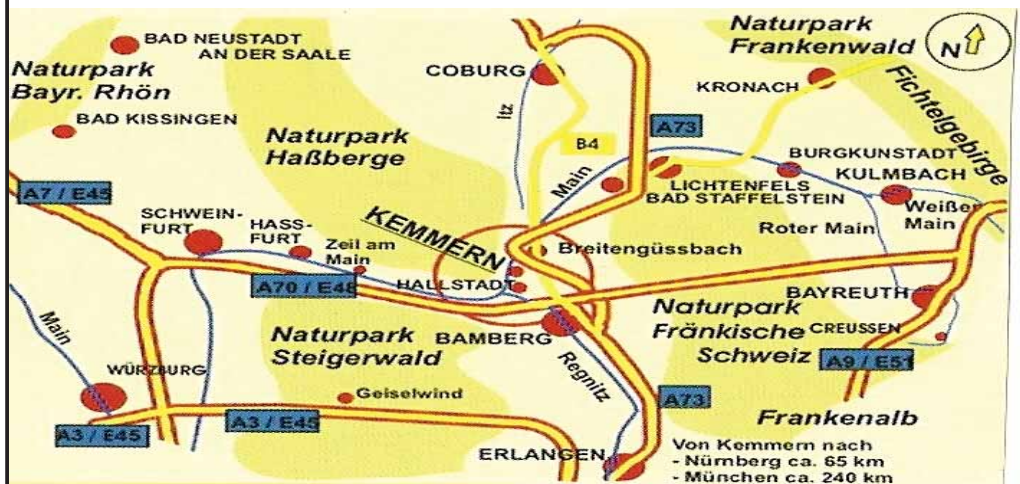 BAD NEUSTADT
AN DER SAALE
Naturpark
Bayr. Rhön
BAD KISSINGEN
Naturpark
Haßberge
COBURG
Itz
B4
A73
Naturpark
Frankenwald
N
KRONACH
Fichtelgebirge
BURGKUNSTADT
KULMBACH
Main
LICHTENFELS
BAD STAFFELSTEIN
Weißer
Main
Roter Main
A7 / E45
SCHWEIN-
FURT
HASS-
FURT
Zeil am
Main
KEMMERN
Breitengüssbach
A70 / E48
HALLSTADT
BAYREUTH
Naturpark
Fränkische
Schweiz
CREUSSEN
A9 / E51
Main
Naturpark
Steigerwald
BAMBERG
Regnitz
WÜRZBURG
Geiselwind
A73
Frankenalb
A3 / E45
A3 / E45
ERLANGEN
Von Kemmern nach
- Nürnberg ca. 65 km
- München ca. 240 km